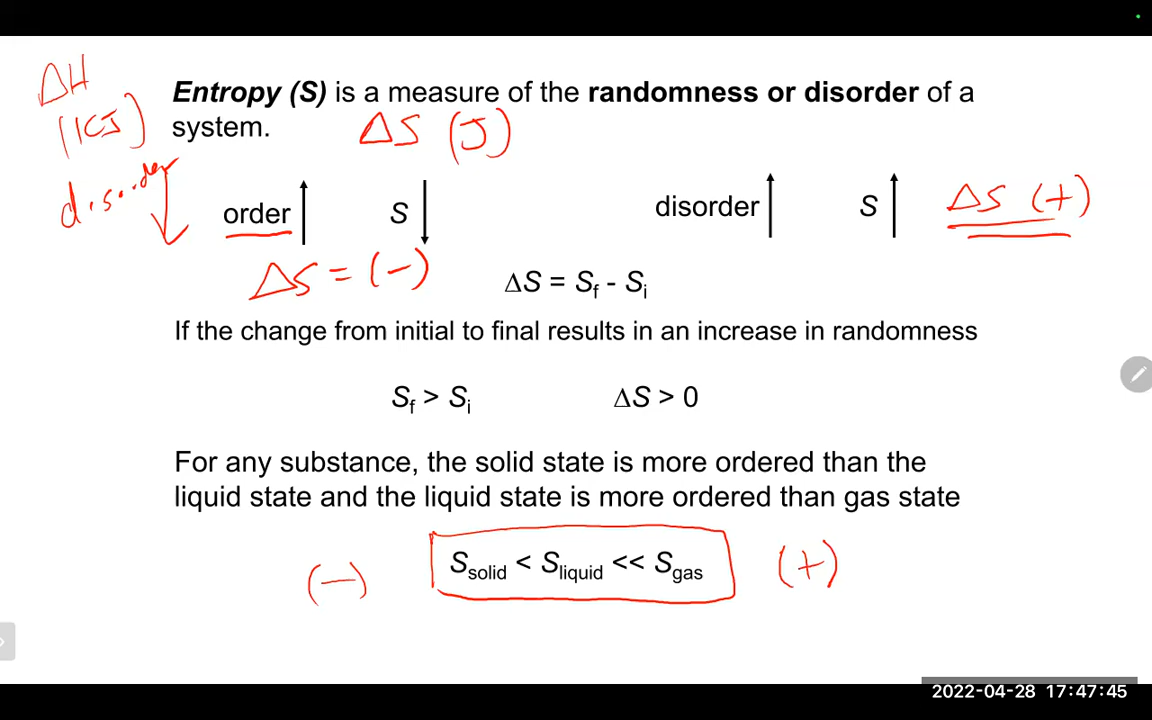 ΔH
(KJ)
disorder
Entropy (S) is a measure of the randomness or disorder of a
system.
ΔS (J)
order S
disorder S ΔS (+)
ΔS = (-)
ΔS = Sf - Si
If the change from initial to final results in an increase in randomness
Sf > Si ΔS > 0
For any substance, the solid state is more ordered than the
liquid state and the liquid state is more ordered than gas state
(-) Ssolid < Sliquid << Sgas (+)
2022-04-28 17:47:45